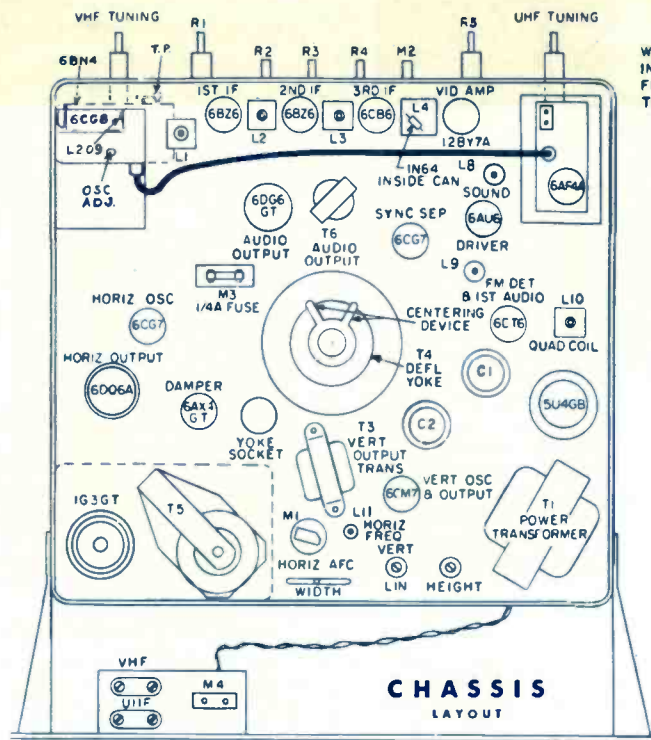 VHF TUNING
R1
R5
UHF TUNING
6BN4
T.P.
R2
R3
R4
M2
1ST IF
2ND IF
3RD IF
VID AMP
6CG8
6BZ6
6BZ6
6CB6
L4
L1
L2
L3
12BY7A
L209
1N64
INSIDE CAN
L8
OSC
ADJ.
SOUND
6AF4A
6DG6
GT
SYNC SEP
6AU6
AUDIO
OUTPUT
T6
AUDIO
OUTPUT
6CG7
DRIVER
M3
1/4A FUSE
L9
FM DET
& 1ST AUDIO
L10
HORIZ OSC
CENTERING
DEVICE
6CG7
6CT6
QUAD COIL
HORIZ OUTPUT
T4
DEFL
YOKE
C1
6DQ6A
DAMPER
5U4GB
6AX4
GT
C2
YOKE
SOCKET
T3
VERT
OUTPUT
TRANS
VERT OSC
& OUTPUT
6CM7
1G3GT
T5
T1
POWER
TRANSFORMER
M1
L11
HORIZ
FREQ
VERT
HORIZ AFC
WIDTH
LIN
HEIGHT
VHF
M4
UHF
CHASSIS
LAYOUT